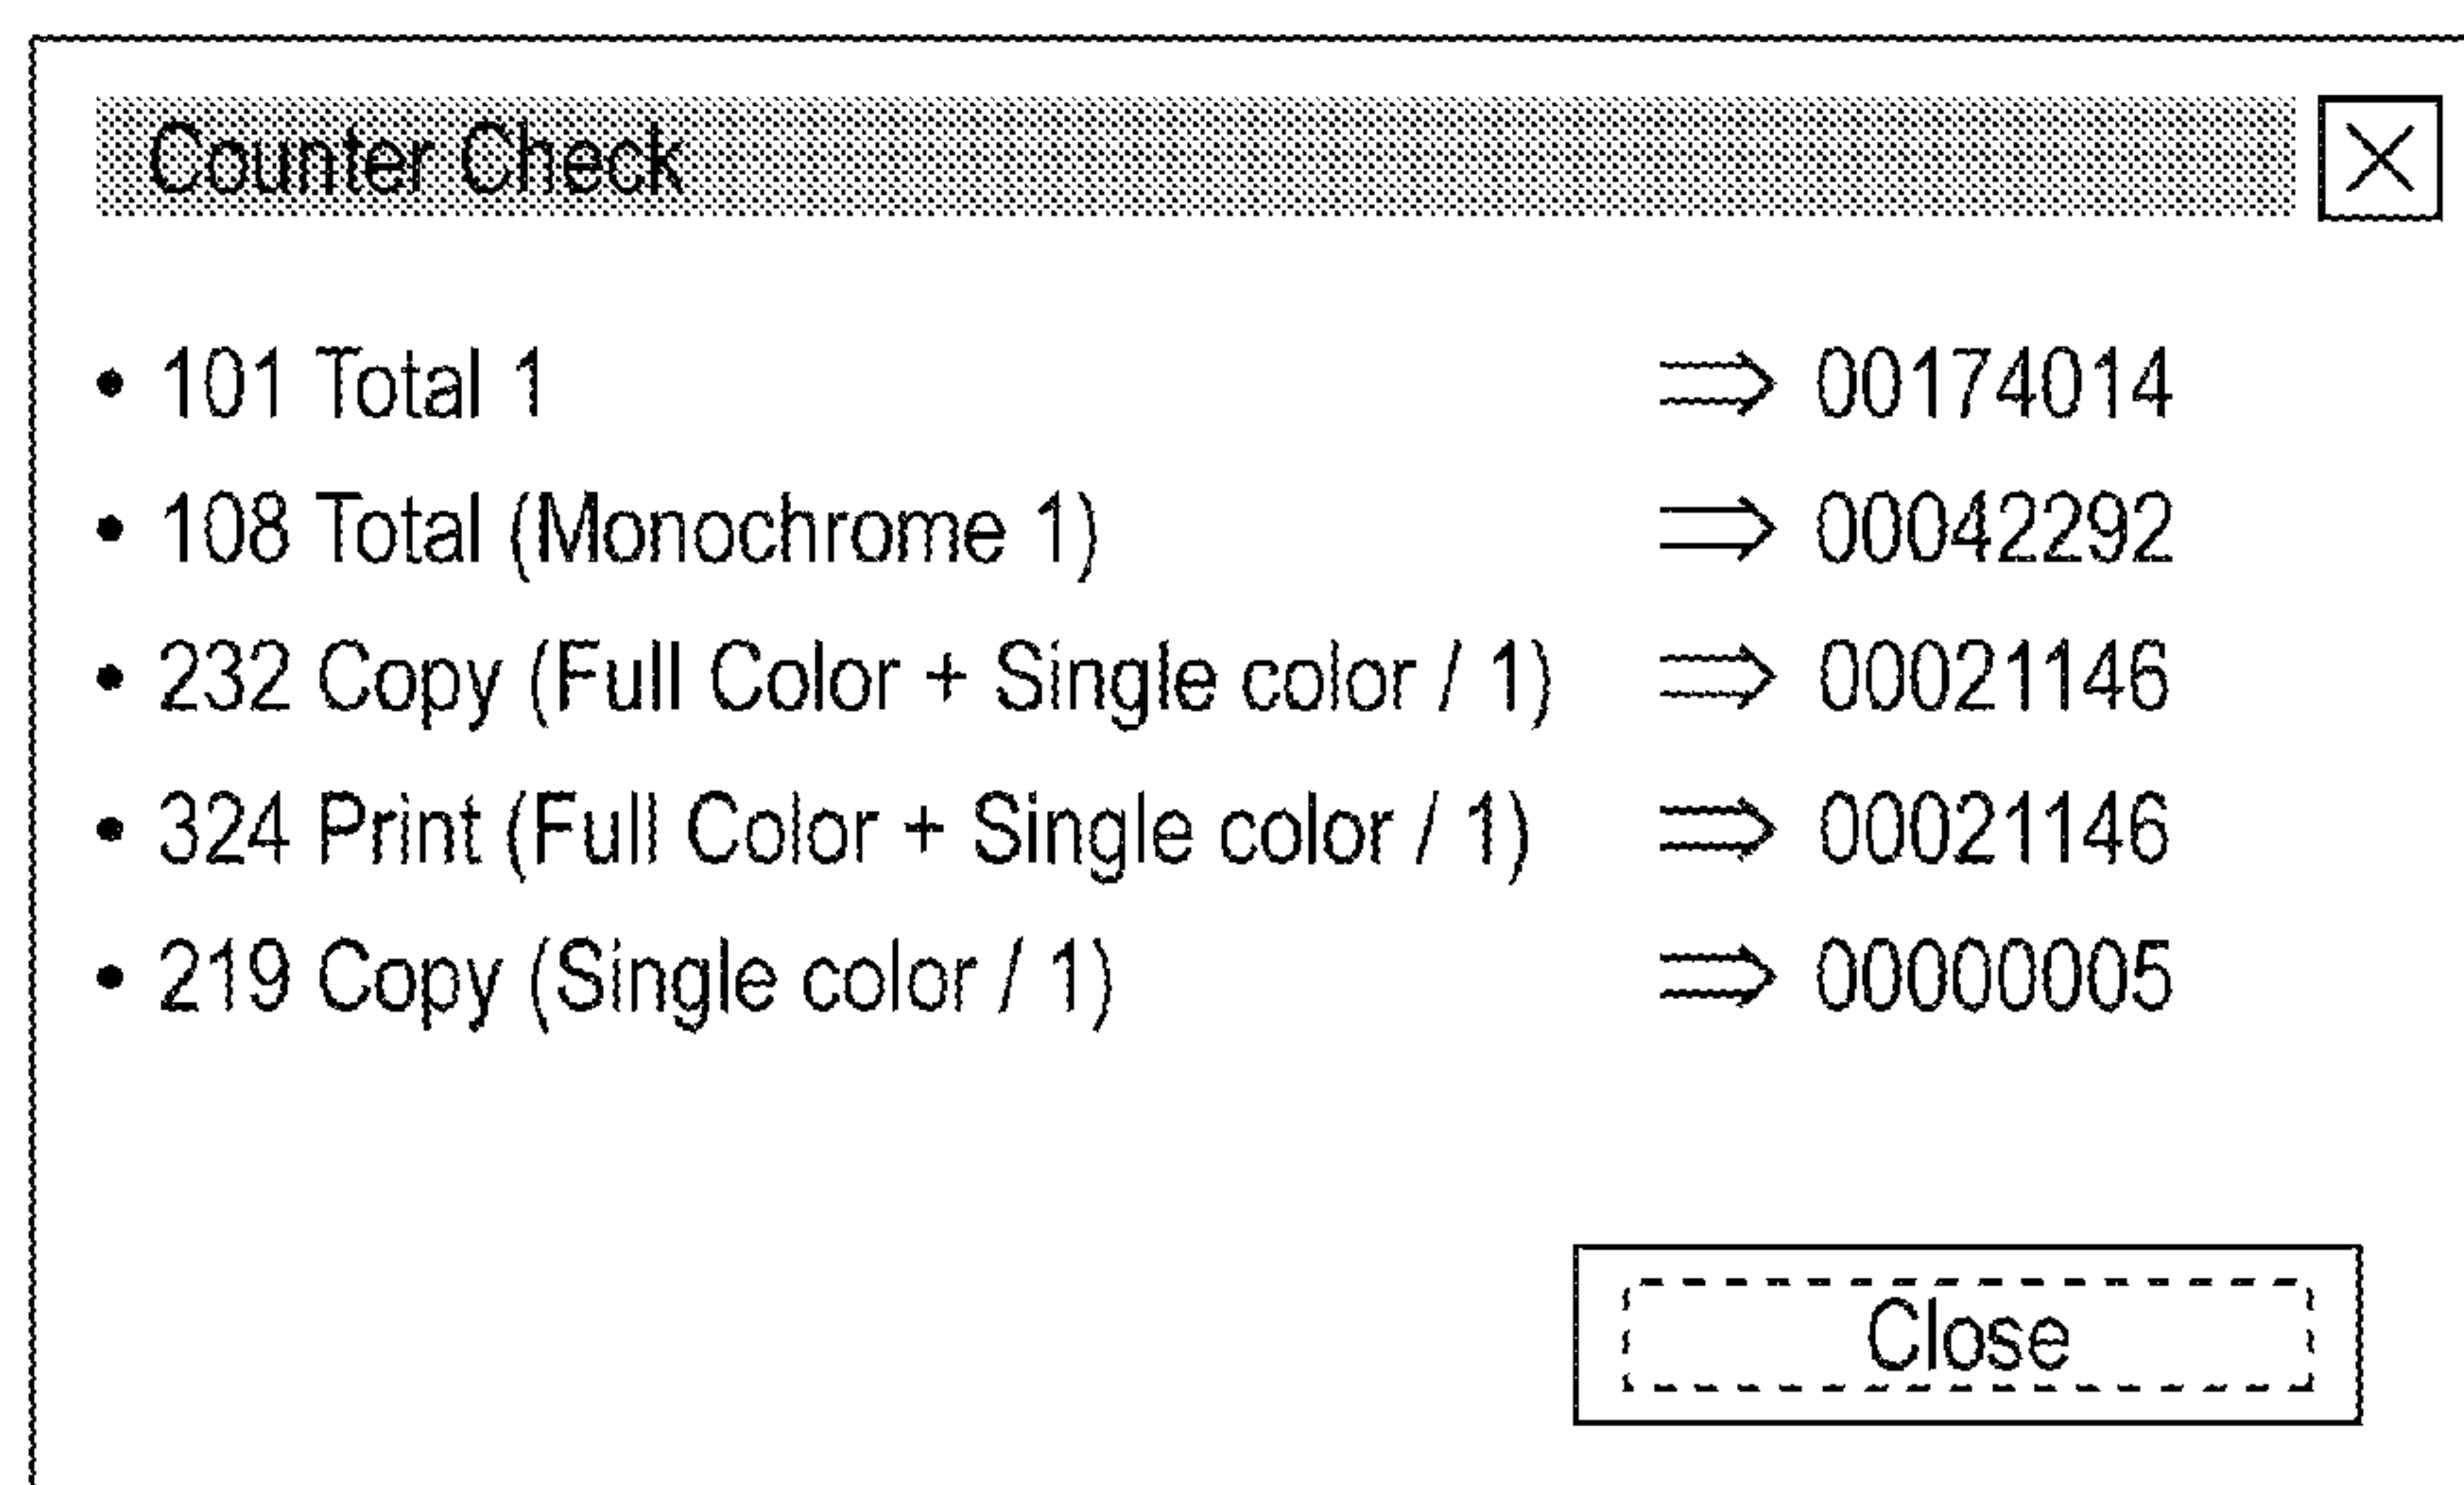 Counter Check
• 101 Total 1 ⇒ 00174014
• 108 Total (Monochrome 1) ⇒ 00042292
• 232 Copy (Full Color + Single color / 1) ⇒ 00021146
• 324 Print (Full Color + Single color / 1) ⇒ 00021146
• 219 Copy (Single color / 1) ⇒ 00000005
Close